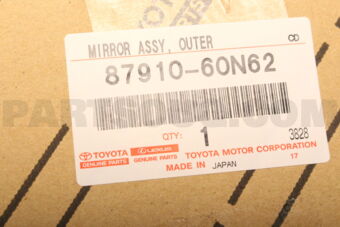 MIRROR ASSY, OUTER
87910-60N62
QTY: 1 3828
TOYOTA GENUINE PARTS LEXUS GENUINE PARTS TOYOTA MOTOR CORPORATION 17
MADE IN JAPAN